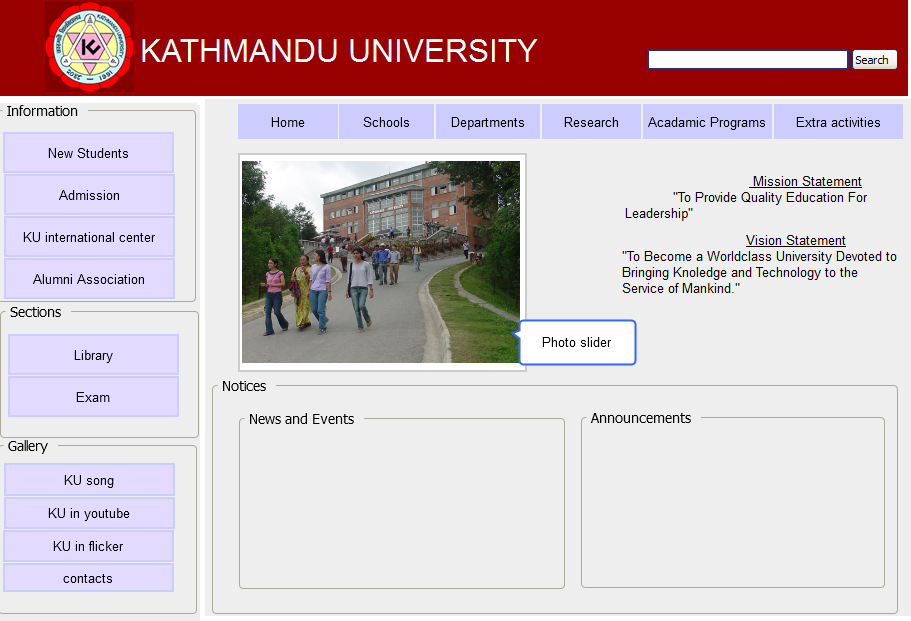 KATHMANDU UNIVERSITY
KATHMANDU UNIVERSITY
Search
Information
New Students
Admission
KU international center
Alumni Association
Sections
Library
Exam
Gallery
KU song
KU in youtube
KU in flicker
contacts
Home
Schools
Departments
Research
Acadamic Programs
Extra activities
Mission Statement
"To Provide Quality Education For
Leadership"
Vision Statement
"To Become a Worldclass University Devoted to
Bringing Knoledge and Technology to the
Service of Mankind."
Photo slider
Notices
News and Events
Announcements